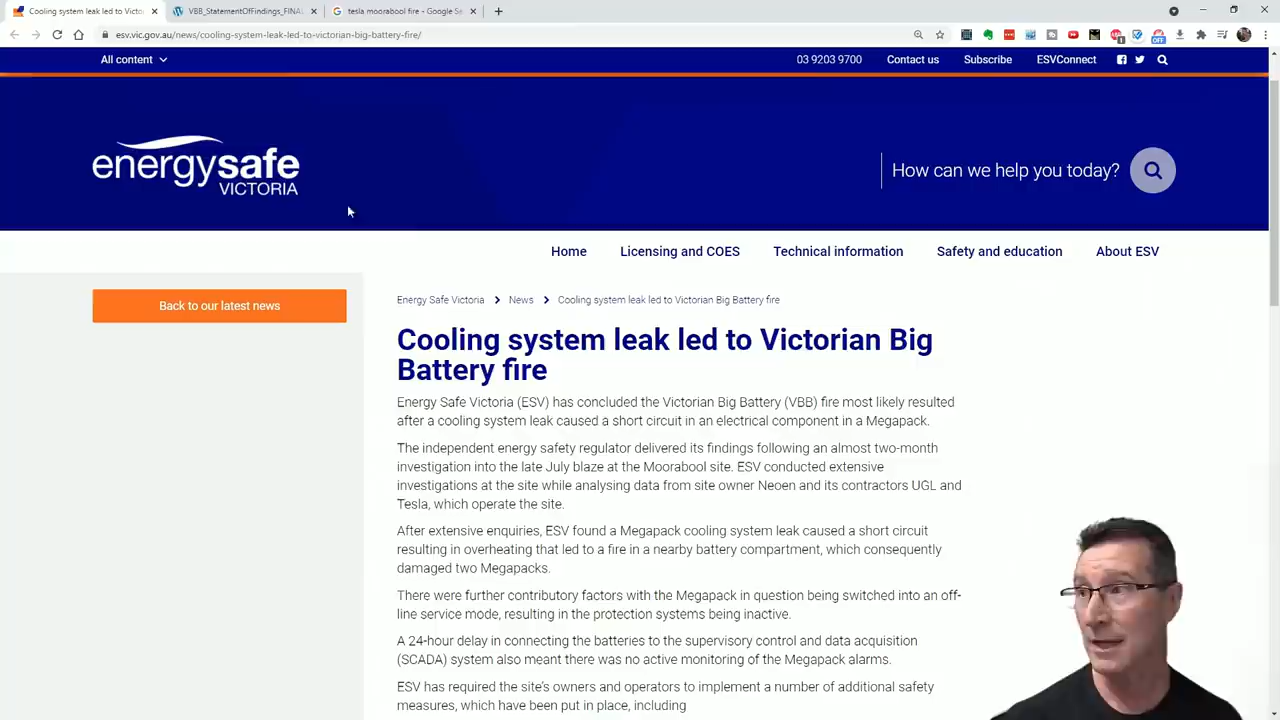 Cooling system leak led to Victor
VBB_StatementOfFindings_FINAL
tesla moorabool fire - Google Se
esv.vic.gov.au/news/cooling-system-leak-led-to-victorian-big-battery-fire/
All content
03 9203 9700
Contact us
Subscribe
ESVConnect
energysafe
VICTORIA
How can we help you today?
Home
Licensing and COES
Technical information
Safety and education
About ESV
Back to our latest news
Energy Safe Victoria > News > Cooling system leak led to Victorian Big Battery fire
Cooling system leak led to Victorian Big
Battery fire
Energy Safe Victoria (ESV) has concluded the Victorian Big Battery (VBB) fire most likely resulted
after a cooling system leak caused a short circuit in an electrical component in a Megapack.
The independent energy safety regulator delivered its findings following an almost two-month
investigation into the late July blaze at the Moorabool site. ESV conducted extensive
investigations at the site while analysing data from site owner Neoen and its contractors UGL and
Tesla, which operate the site.
After extensive enquiries, ESV found a Megapack cooling system leak caused a short circuit
resulting in overheating that led to a fire in a nearby battery compartment, which consequently
damaged two Megapacks.
There were further contributory factors with the Megapack in question being switched into an off-
line service mode, resulting in the protection systems being inactive.
A 24-hour delay in connecting the batteries to the supervisory control and data acquisition
(SCADA) system also meant there was no active monitoring of the Megapack alarms.
ESV has required the site's owners and operators to implement a number of additional safety
measures, which have been put in place, including